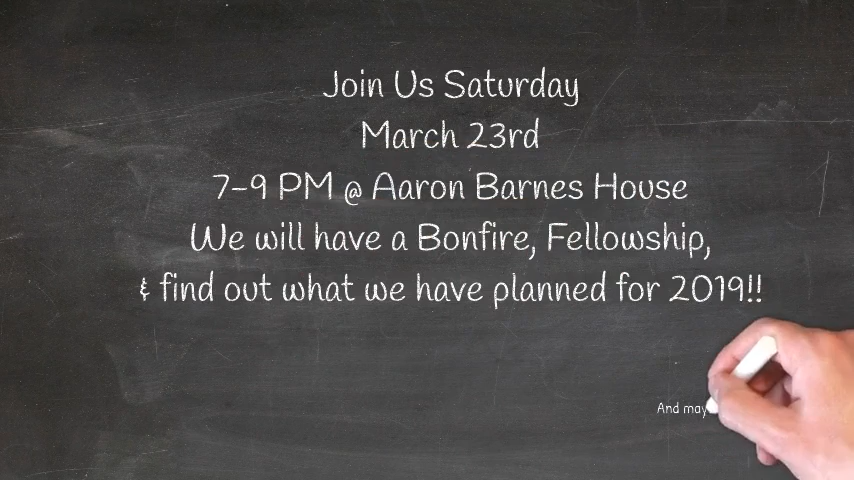 Join Us Saturday
March 23rd
7-9 PM @ Aaron Barnes House
We will have a Bonfire, Fellowship,
& find out what we have planned for 2019!!
And may